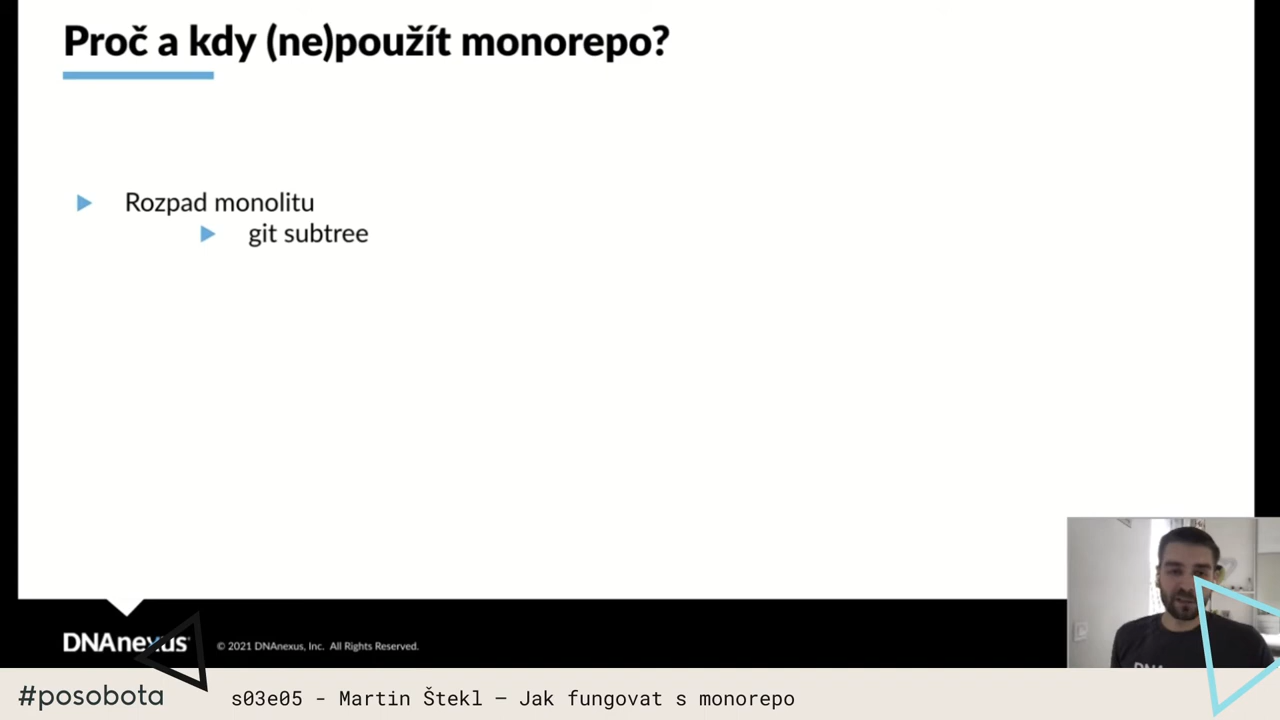 Proč a kdy (ne)použít monorepo?
Rozpad monolitu
git subtree
DNAnexus
© 2021 DNAnexus, Inc. All Rights Reserved.
#posobota
s03e05 - Martin Štekl – Jak fungovat s monorepo